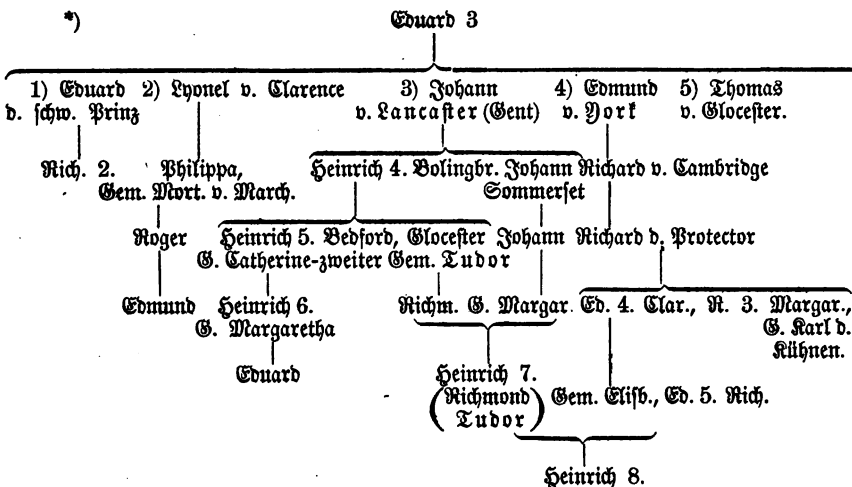 *) Eduard 3
1) Eduard 2) Lyonel v. Clarence 3) Johann 4) Edmund 5) Thomas
d. schw. Prinz v. Lancaster (Gent) v. York v. Glocester.
Rich. 2. Philippa, Heinrich 4. Bolingbr. Johann Richard v. Cambridge
Gem. Mort. v. March. Sommerset
Roger Heinrich 5. Bedford, Glocester Johann Richard d. Protector
G. Catherine-zweiter Gem. Tudor
Edmund Heinrich 6. Richm. G. Margar. Ed. 4. Clar., R. 3. Margar.,
G. Margaretha G. Karl d.
Kühnen.
Eduard Heinrich 7.
(Richmond) Gem. Elisb., Ed. 5. Rich.
Tudor
Heinrich 8.